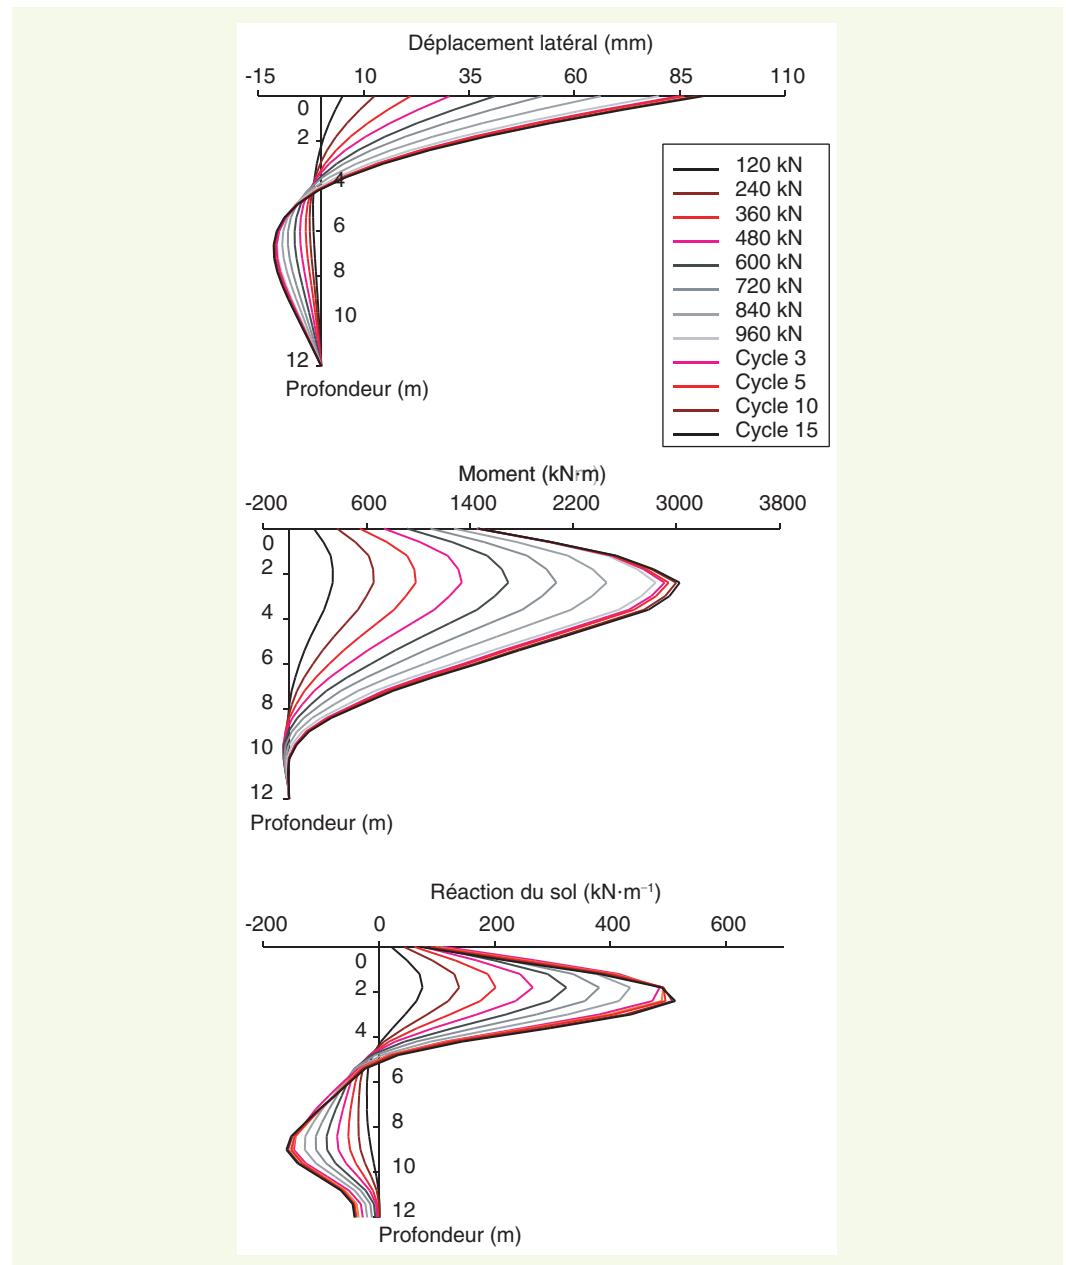 Déplacement latéral (mm)
-15 10 35 60 85 110
0
2
4
6
8
10
12
Profondeur (m)
120 kN
240 kN
360 kN
480 kN
600 kN
720 kN
840 kN
960 kN
Cycle 3
Cycle 5
Cycle 10
Cycle 15
Moment (kN·m)
-200 600 1400 2200 3000 3800
0
2
4
6
8
10
12
Profondeur (m)
Réaction du sol (kN·m⁻¹)
-200 0 200 400 600
0
2
4
6
8
10
12
Profondeur (m)